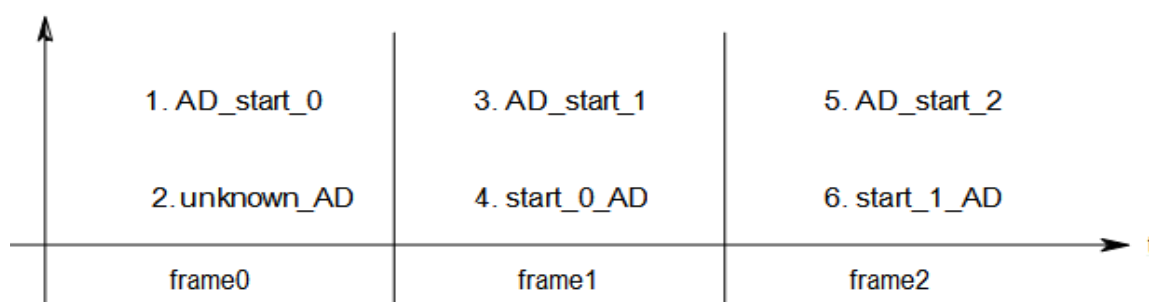 1. AD_start_0 3. AD_start_1 5. AD_start_2
2. unknown_AD 4. start_0_AD 6. start_1_AD
frame0 frame1 frame2